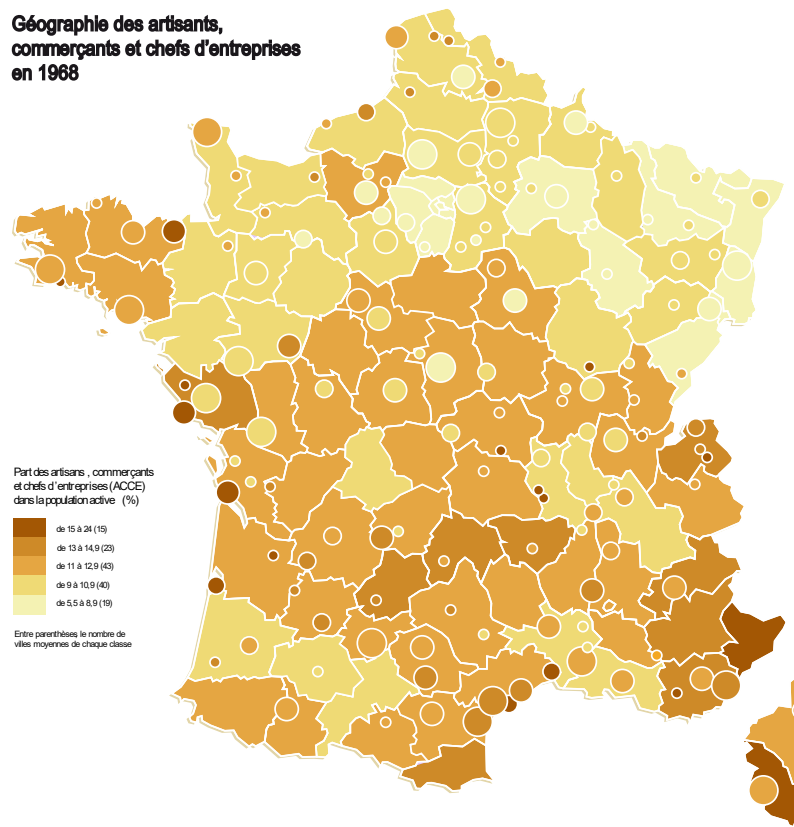 Géographie des artisants,
commerçants et chefs d'entreprises
en 1968
Part des artisans , commerçants
et chefs d'entreprises (ACCE)
dans la population active (%)
de 15 à 24 (15)
de 13 à 14,9 (23)
de 11 à 12,9 (43)
de 9 à 10,9 (40)
de 5,5 à 8,9 (19)
Entre parenthèses le nombre de
villes moyennes de chaque classe